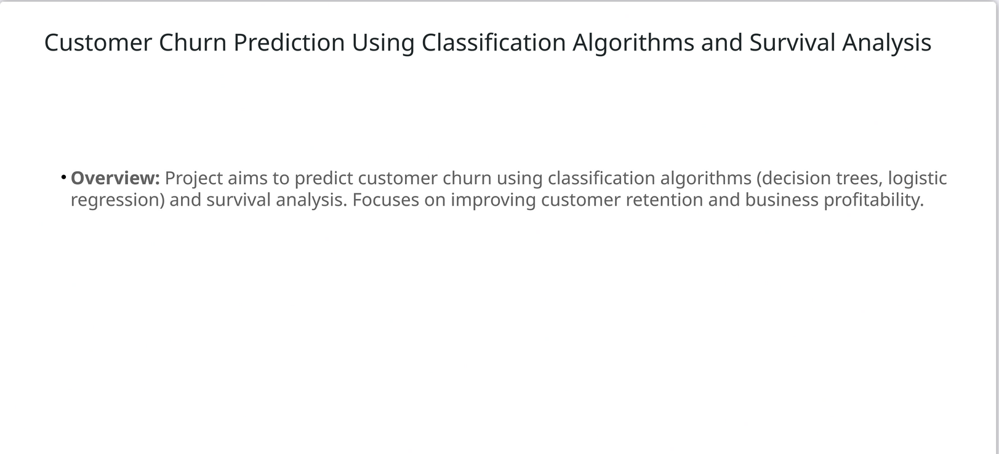 Customer Churn Prediction Using Classification Algorithms and Survival Analysis
• Overview: Project aims to predict customer churn using classification algorithms (decision trees, logistic
regression) and survival analysis. Focuses on improving customer retention and business profitability.